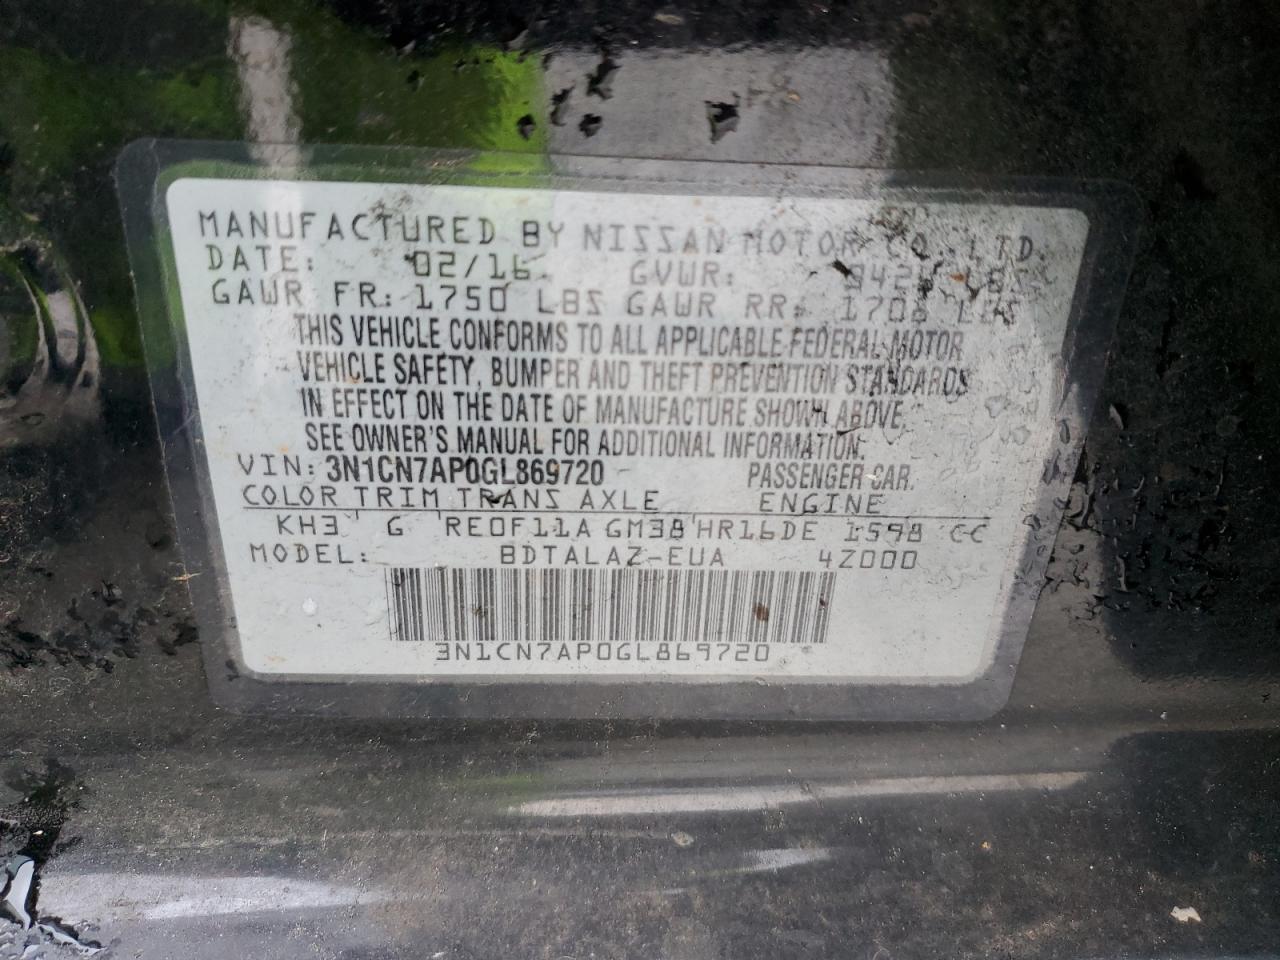 MANUFACTURED BY NISSAN MOTOR CO., LTD.
DATE: 02/16 GVWR: LBS
GAWR FR: 1750 LBS GAWR RR: 1708 LBS
THIS VEHICLE CONFORMS TO ALL APPLICABLE FEDERAL MOTOR
VEHICLE SAFETY, BUMPER AND THEFT PREVENTION STANDARDS
IN EFFECT ON THE DATE OF MANUFACTURE SHOWN ABOVE.
SEE OWNER'S MANUAL FOR ADDITIONAL INFORMATION.
VIN: 3N1CN7AP0GL869720 PASSENGER CAR.
COLOR TRIM TRANS AXLE ENGINE
KH3 G RE0F11A GM38 HR16DE 1598 CC
MODEL: BDTALAZ-EUA 4Z000
3N1CN7AP0GL869720